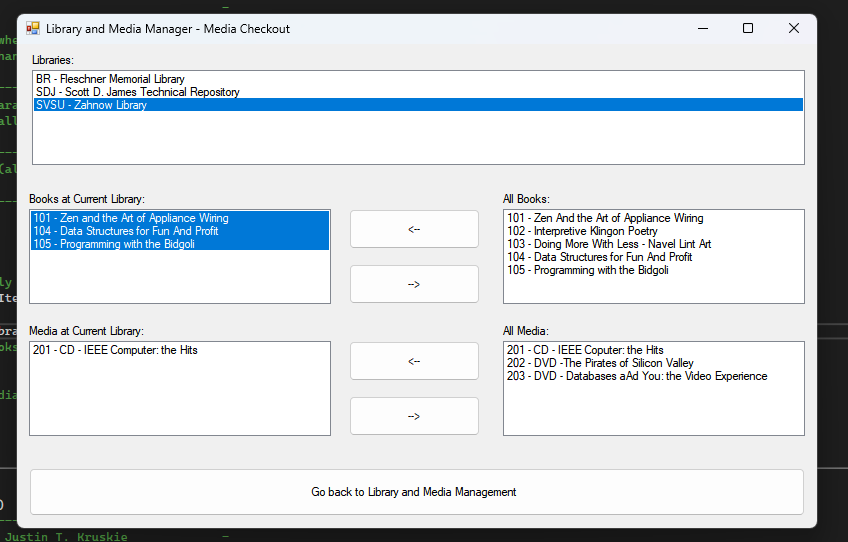 Library and Media Manager - Media Checkout
Libraries:
BR - Fleschner Memorial Library
SDJ - Scott D. James Technical Repository
SVSU - Zahnow Library
Books at Current Library:
101 - Zen and the Art of Appliance Wiring
104 - Data Structures for Fun And Profit
105 - Programming with the Bidgoli
<--
-->
All Books:
101 - Zen And the Art of Appliance Wiring
102 - Interpretive Klingon Poetry
103 - Doing More With Less - Navel Lint Art
104 - Data Structures for Fun And Profit
105 - Programming with the Bidgoli
Media at Current Library:
201 - CD - IEEE Computer: the Hits
<--
-->
All Media:
201 - CD - IEEE Coputer: the Hits
202 - DVD -The Pirates of Silicon Valley
203 - DVD - Databases aAd You: the Video Experience
Go back to Library and Media Management
Justin T. Kruskie